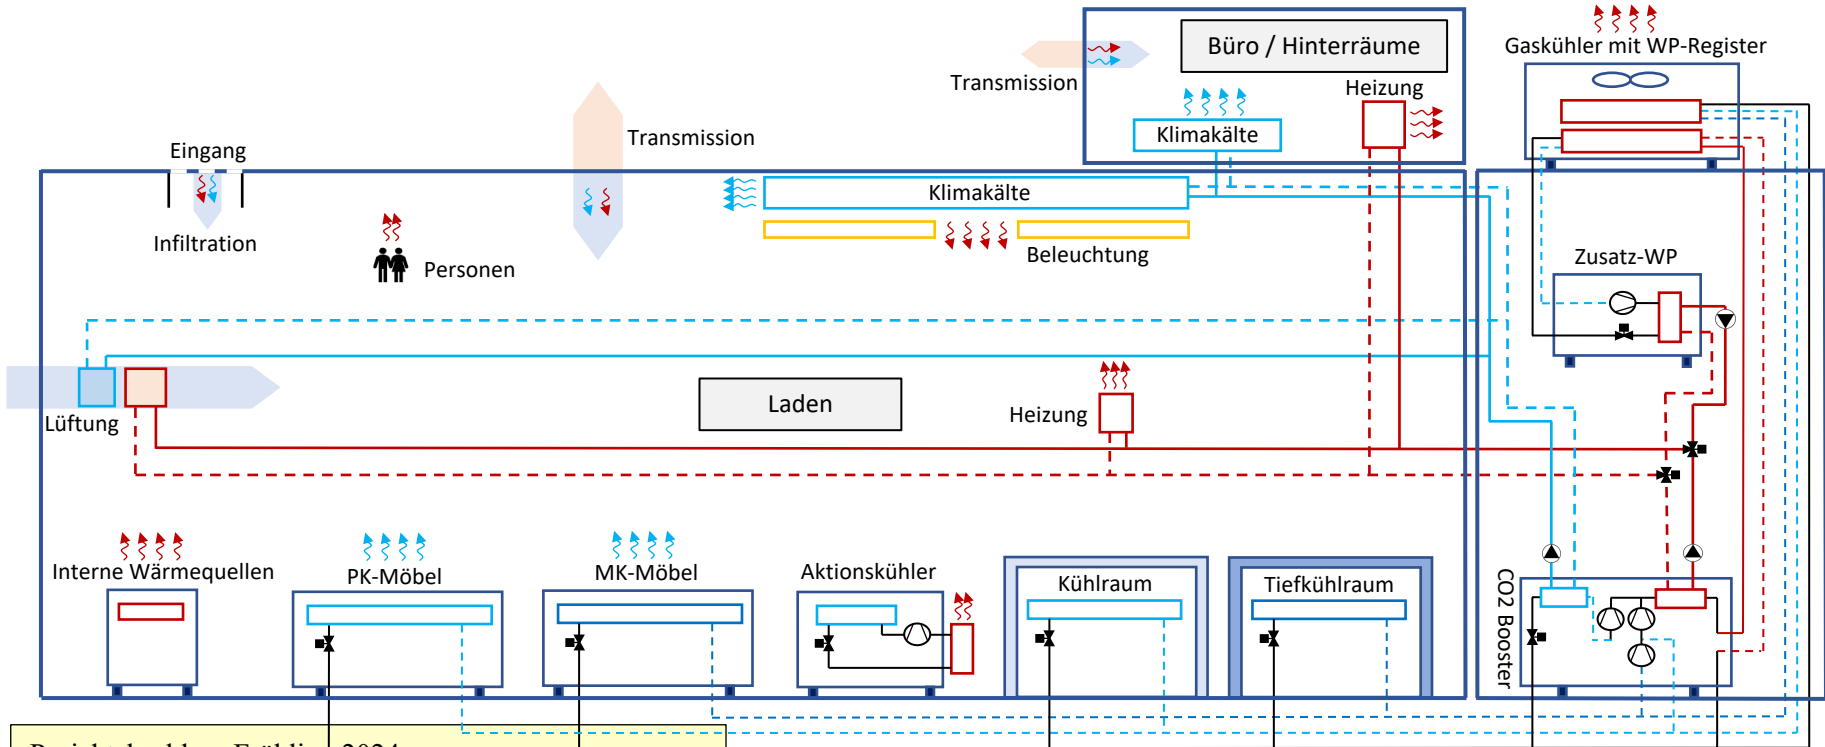 Büro / Hinterräume
Gaskühler mit WP-Register
Transmission
Heizung
Klimakälte
Transmission
Eingang
Klimakälte
Infiltration
Personen
Beleuchtung
Zusatz-WP
Lüftung
Laden
Heizung
Interne Wärmequellen
PK-Möbel
MK-Möbel
Aktionskühler
Kühlraum
Tiefkühlraum
CO2 Booster
2024